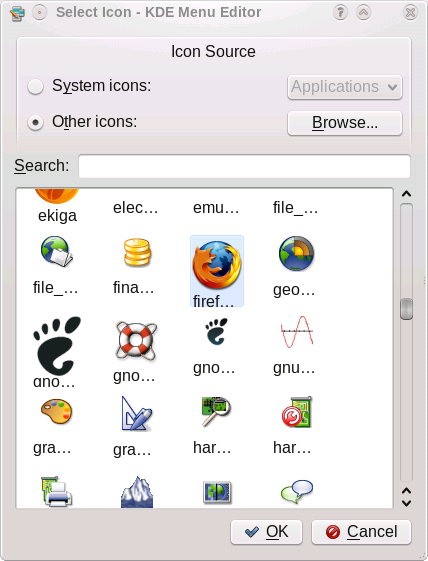 Select Icon - KDE Menu Editor
Icon Source
System icons:
Applications
Other icons:
Browse...
Search:
ekiga
elec...
emu...
file_...
file_...
fina...
firef...
geo...
gno...
gno...
gno...
gnu...
gra...
gra...
har...
har...
OK
Cancel